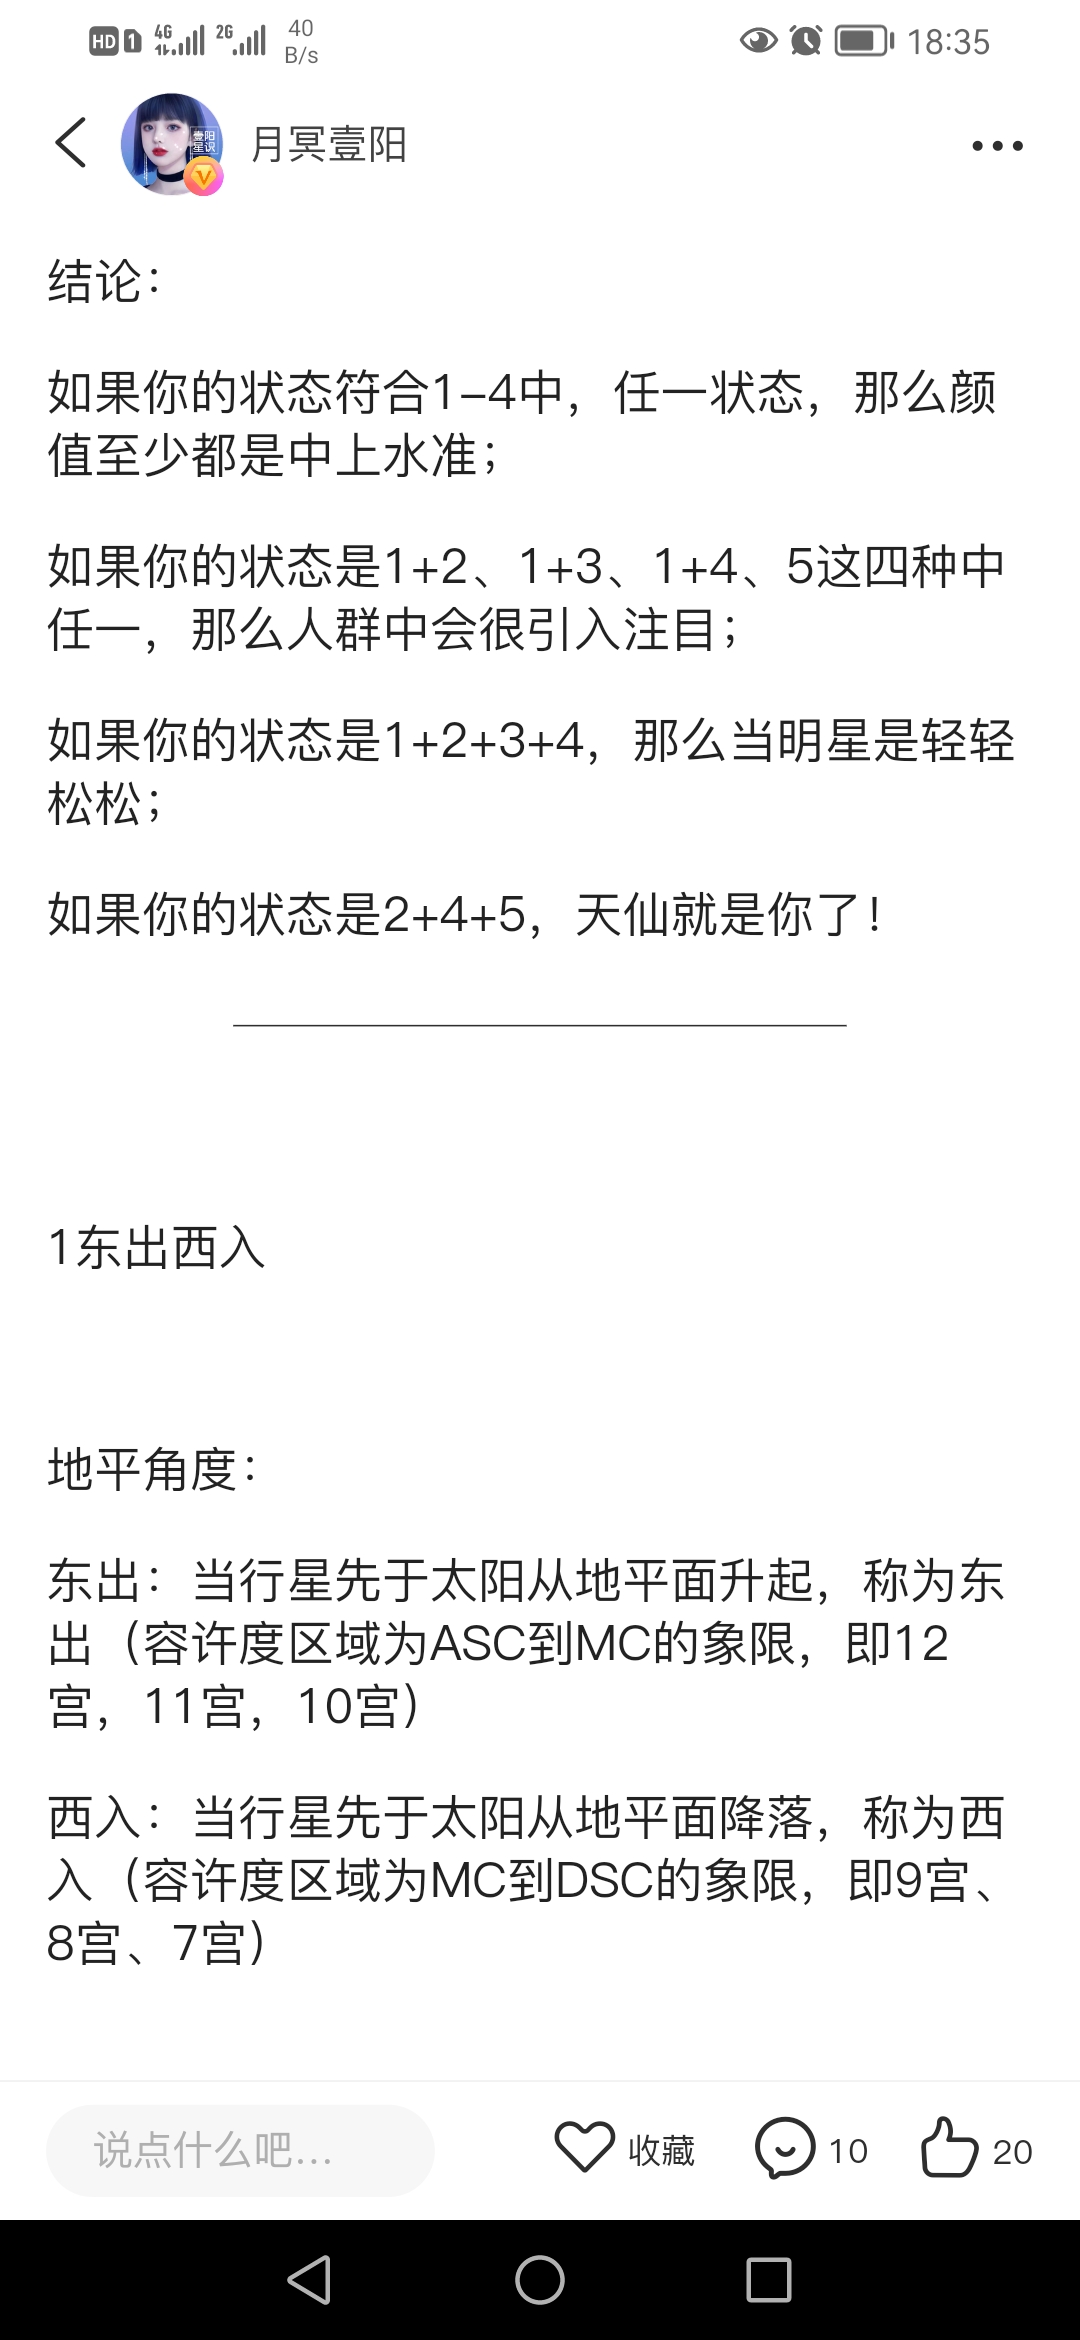 HD 1 4G 2G 40 B/s 18:35
月冥壹阳
壹阳
星识
结论：
如果你的状态符合1-4中，任一状态，那么颜
值至少都是中上水准；
如果你的状态是1+2、1+3、1+4、5这四种中
任一，那么人群中会很引入注目；
如果你的状态是1+2+3+4，那么当明星是轻轻
松松；
如果你的状态是2+4+5，天仙就是你了！
1东出西入
地平角度：
东出：当行星先于太阳从地平面升起，称为东
出（容许度区域为ASC到MC的象限，即12
宫，11宫，10宫）
西入：当行星先于太阳从地平面降落，称为西
入（容许度区域为MC到DSC的象限，即9宫、
8宫、7宫）
说点什么吧... 收藏 10 20